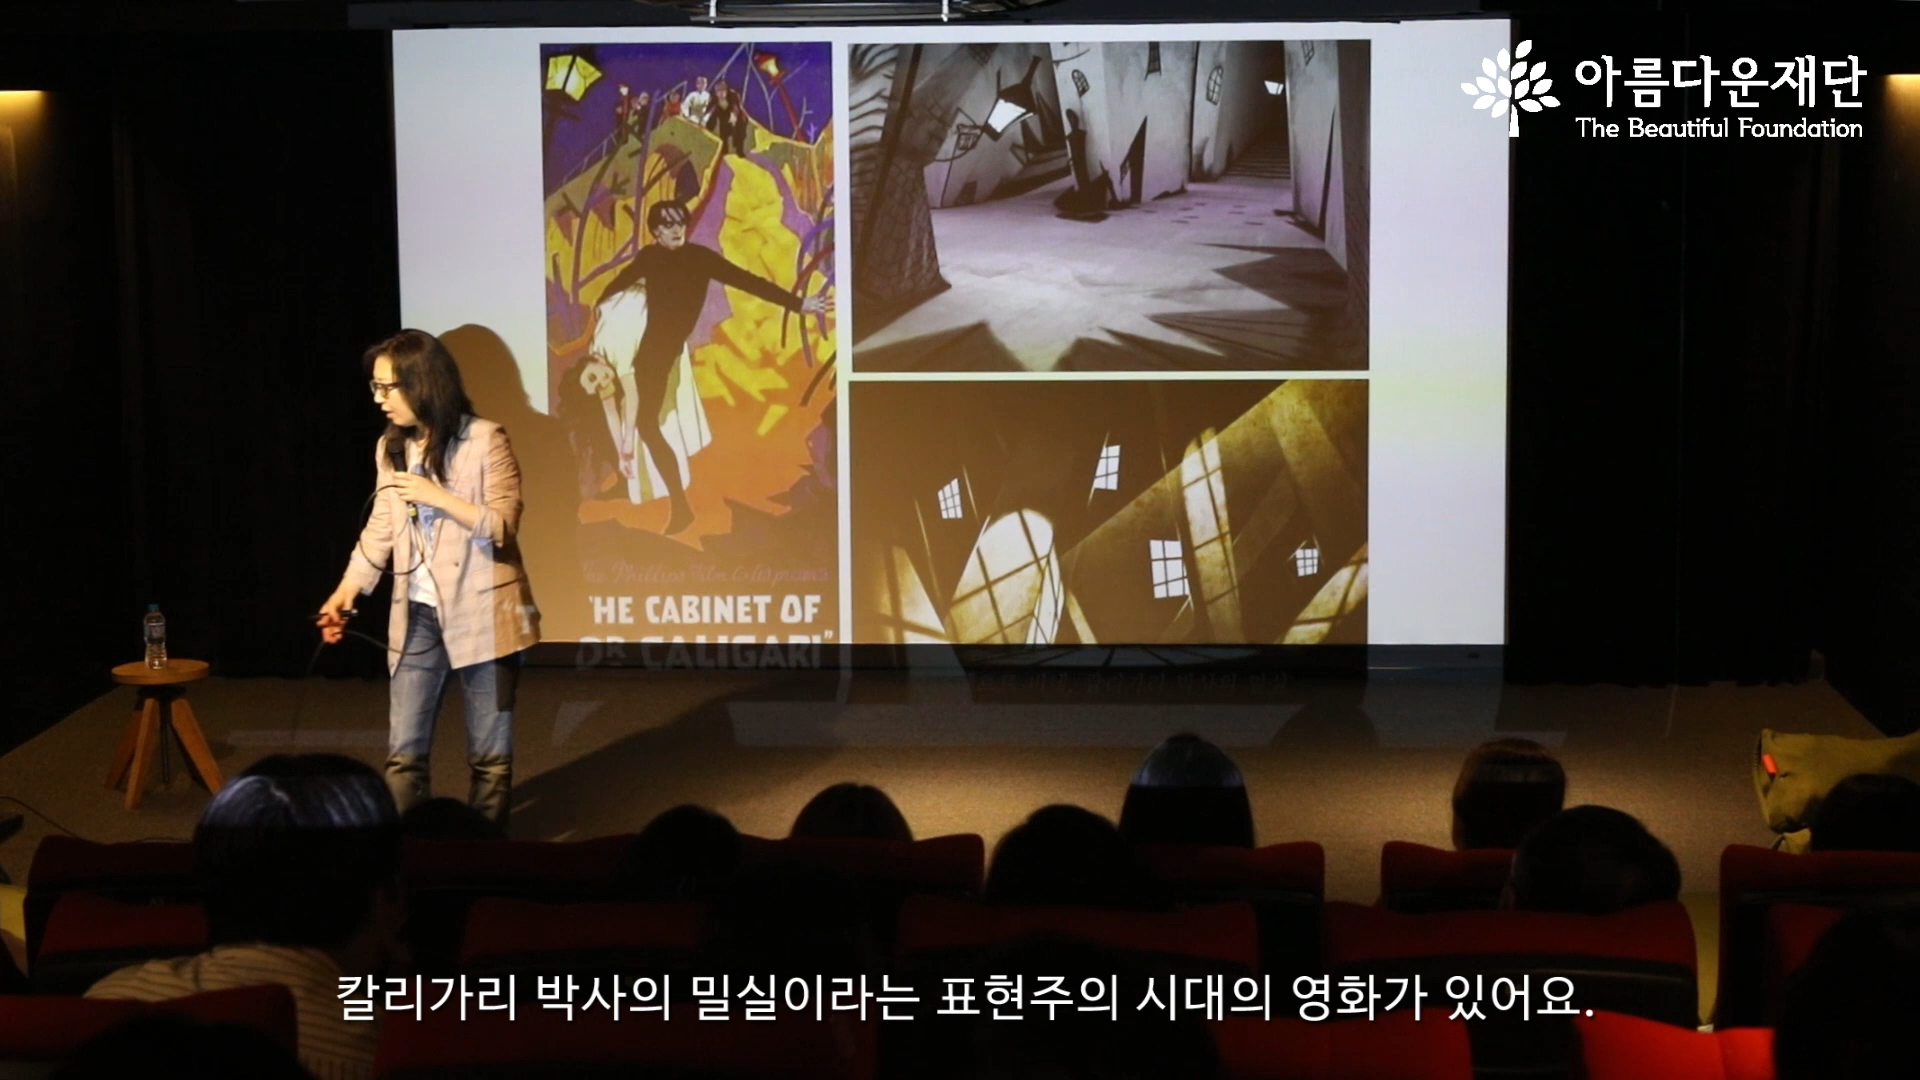 아름다운재단
The Beautiful Foundation
'HE CABINET OF
DR CALIGARI"
칼리가리 박사의 밀실이라는 표현주의 시대의 영화가 있어요.